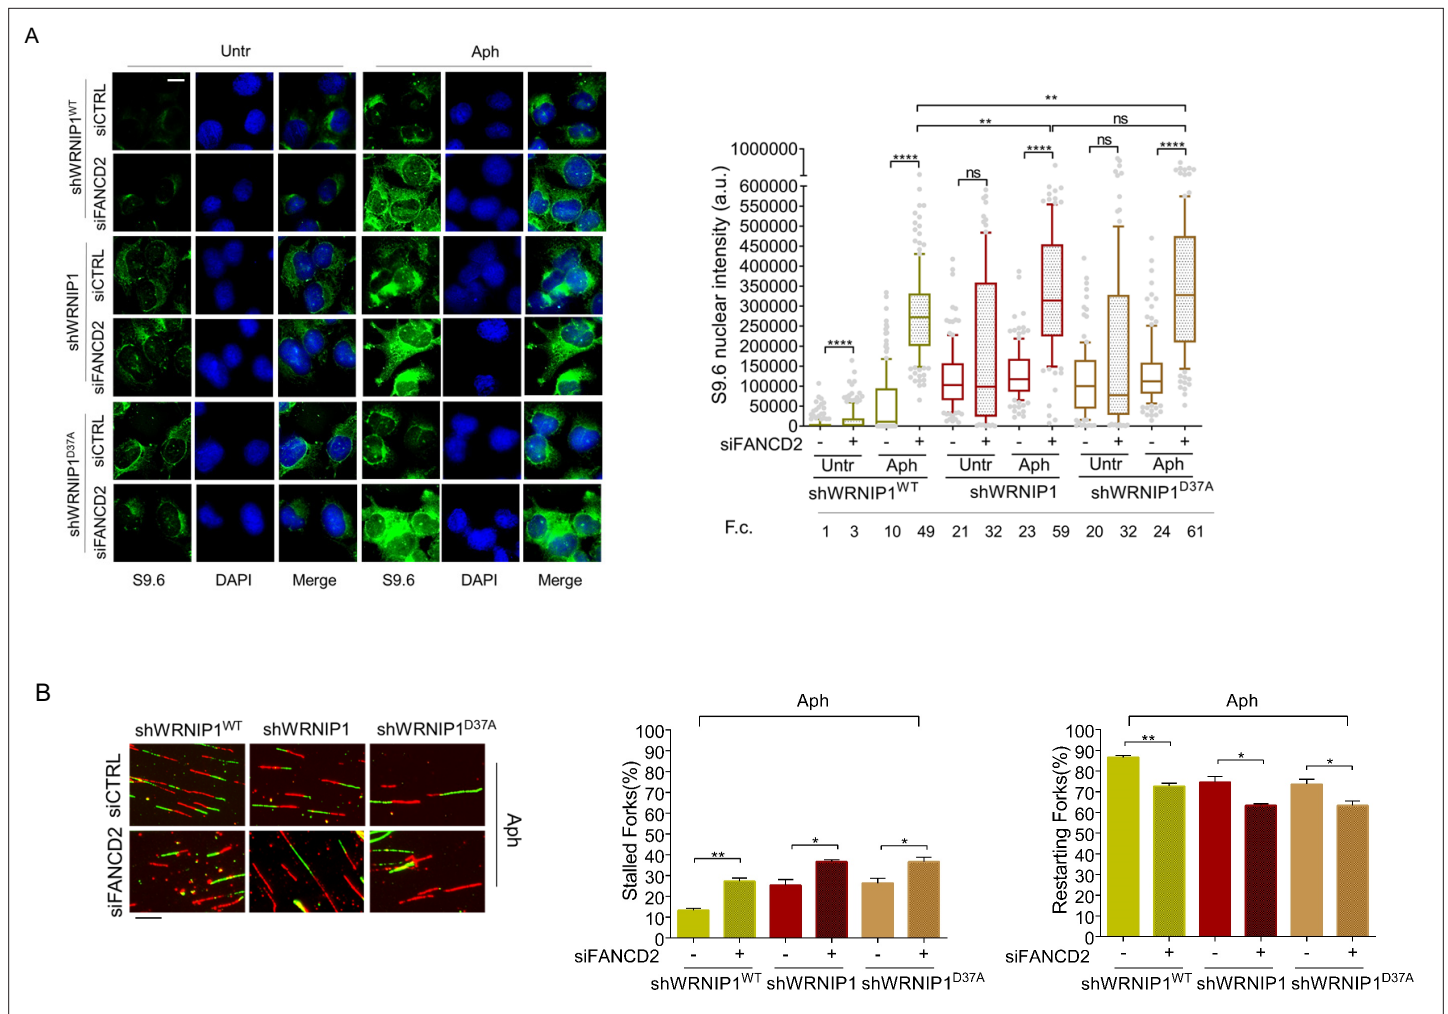 A
Untr
Aph
shWRNIP1WT
siCTRL
siFANCD2
shWRNIP1
siCTRL
siFANCD2
shWRNIP1D37A
siCTRL
siFANCD2
S9.6
DAPI
Merge
S9.6
DAPI
Merge
S9.6 nuclear intensity (a.u.)
1000000
600000
550000
500000
450000
400000
350000
300000
250000
200000
150000
100000
50000
0
**
** ns
**** ns **** ns ****
****
siFANCD2 - + - + - + - + - + - +
Untr Aph Untr Aph Untr Aph
shWRNIP1WT shWRNIP1 shWRNIP1D37A
F.c. 1 3 10 49 21 32 23 59 20 32 24 61
B
shWRNIP1WT shWRNIP1 shWRNIP1D37A
siCTRL
siFANCD2
Aph
Aph
Stalled Forks(%)
100
90
80
70
60
50
40
30
20
10
0
** * *
siFANCD2 - + - + - +
shWRNIP1WT shWRNIP1 shWRNIP1D37A
Aph
Restarting Forks(%)
100
90
80
70
60
50
40
30
20
10
0
** * *
siFANCD2 - + - + - +
shWRNIP1WT shWRNIP1 shWRNIP1D37A